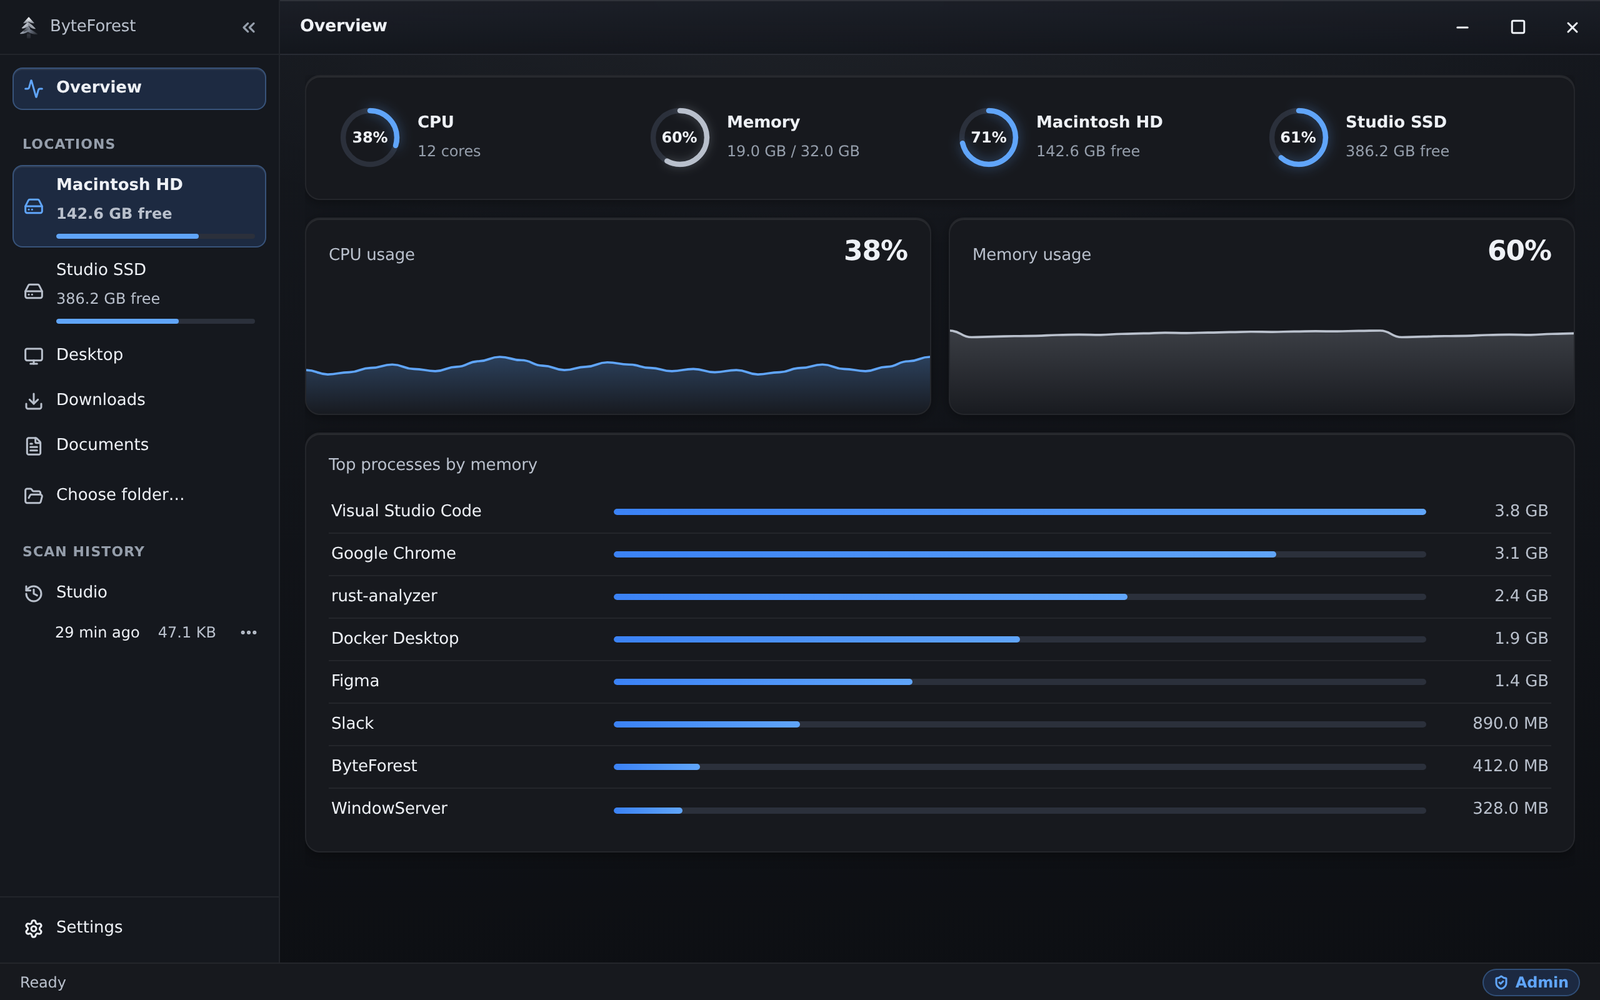 ByteForest
Overview
Overview
LOCATIONS
Macintosh HD
142.6 GB free
Studio SSD
386.2 GB free
Desktop
Downloads
Documents
Choose folder...
SCAN HISTORY
Studio
29 min ago 47.1 KB
Settings
38%
CPU
12 cores
60%
Memory
19.0 GB / 32.0 GB
71%
Macintosh HD
142.6 GB free
61%
Studio SSD
386.2 GB free
CPU usage 38%
Memory usage 60%
Top processes by memory
Visual Studio Code 3.8 GB
Google Chrome 3.1 GB
rust-analyzer 2.4 GB
Docker Desktop 1.9 GB
Figma 1.4 GB
Slack 890.0 MB
ByteForest 412.0 MB
WindowServer 328.0 MB
Ready
Admin